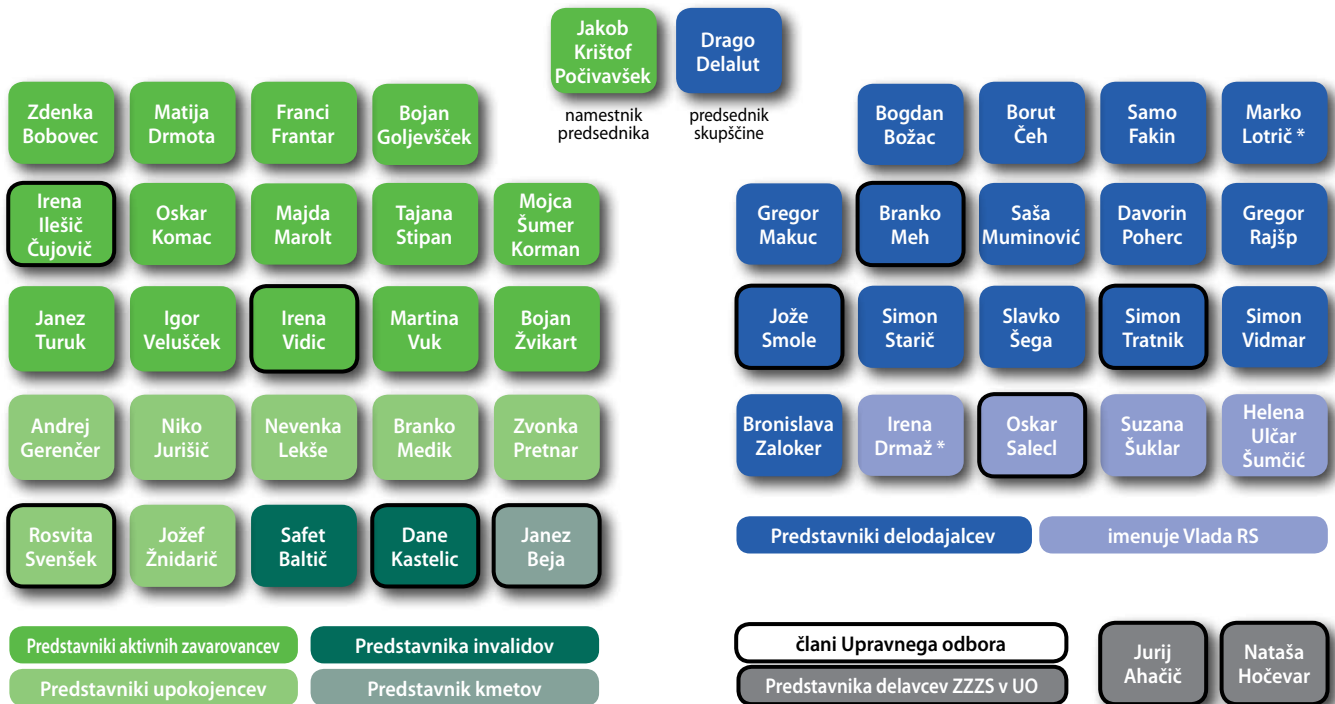 Jakob
Krištof
Počivavšek
Drago
Delalut
namestnik
predsednika
predsednik
skupščine
Zdenka
Bobovec
Matija
Drmota
Franci
Frantar
Bojan
Goljevšček
Irena
Ilešič
Čujovič
Oskar
Komac
Majda
Marolt
Tajana
Stipan
Mojca
Šumer
Korman
Janez
Turuk
Igor
Velušček
Irena
Vidic
Martina
Vuk
Bojan
Žvikart
Andrej
Gerenčer
Niko
Jurišič
Nevenka
Lekše
Branko
Medik
Zvonka
Pretnar
Rosvita
Svenšek
Jožef
Žnidarič
Safet
Baltič
Dane
Kastelic
Janez
Beja
Predstavniki aktivnih zavarovancev
Predstavnika invalidov
Predstavniki upokojencev
Predstavnik kmetov
Bogdan
Božac
Borut
Čeh
Samo
Fakin
Marko
Lotrič *
Gregor
Makuc
Branko
Meh
Saša
Muminović
Davorin
Poherc
Gregor
Rajšp
Jože
Smole
Simon
Starič
Slavko
Šega
Simon
Tratnik
Simon
Vidmar
Bronislava
Zaloker
Irena
Drmaž *
Oskar
Salecl
Suzana
Šuklar
Helena
Ulčar
Šumčić
Predstavniki delodajalcev
imenuje Vlada RS
člani Upravnega odbora
Predstavnika delavcev ZZZS v UO
Jurij
Ahačič
Nataša
Hočevar